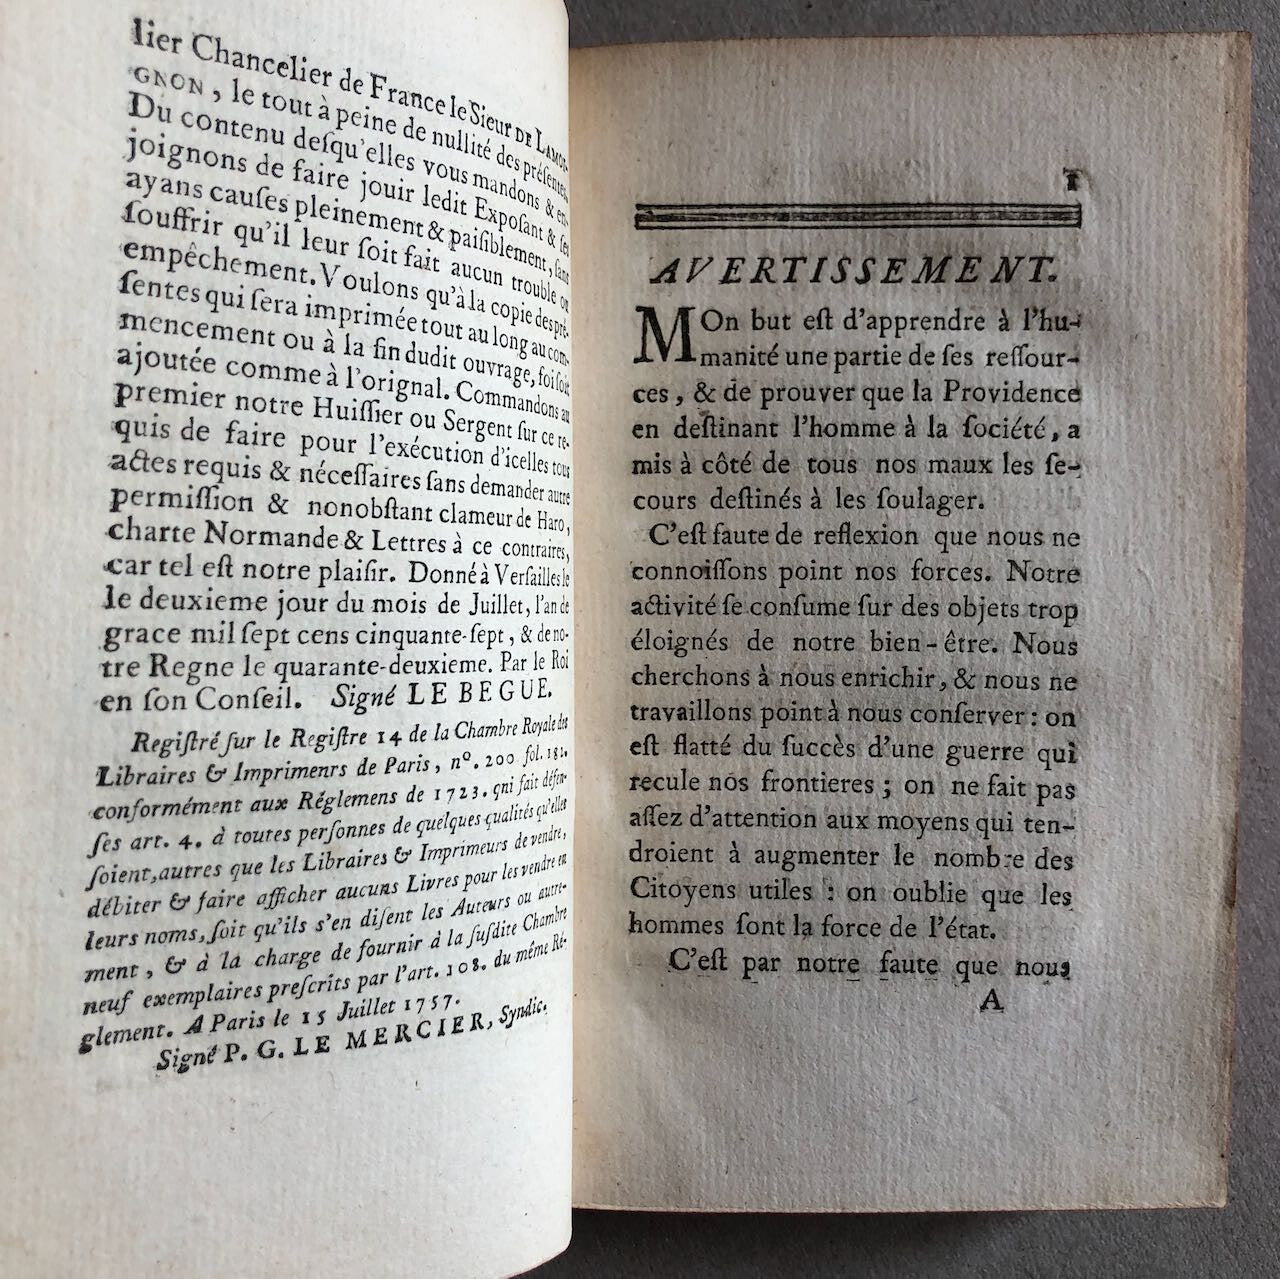 lier Chancelier de France le Sieur DE LAMOI-
GNON, le tout à peine de nullité des préſentes.
Du contenu deſqu'elles vous mandons & en-
joignons de faire jouir ledit Expoſant & ſes
ayans cauſes pleinement & paiſiblement, ſans
ſouffrir qu'il leur ſoit fait aucun trouble ou
empêchement. Voulons qu'à la copie des pré-
ſentes qui ſera imprimée tout au long au com-
mencement ou à la fin dudit ouvrage, foi ſoit
ajoutée comme à l'orignal. Commandons au
premier notre Huiſſier ou Sergent ſur ce re-
quis de faire pour l'exécution d'icelles tous
actes requis & néceſſaires ſans demander autre
permiſſion & nonobſtant clameur de Haro,
charte Normande & Lettres à ce contraires,
car tel eſt notre plaiſir. Donné à Verſailles le
le deuxieme jour du mois de Juillet, l'an de
grace mil ſept cens cinquante-ſept, & de no-
tre Regne le quarante-deuxieme. Par le Roi
en ſon Conſeil. Signé LE BEGUE.
Regiſtré ſur le Regiſtre 14 de la Chambre Royale des
Libraires & Imprimenrs de Paris, n°. 200 fol. 182.
conformément aux Réglemens de 1723. qni fait défen-
ſes art. 4. à toutes perſonnes de quelques qualités qu'elles
ſoient, autres que les Libraires & Imprimeurs de vendre,
débiter & faire afficher aucuns Livres pour les vendre en
leurs noms, ſoit qu'ils s'en diſent les Auteurs ou autre-
ment, & à la charge de fournir à la ſuſdite Chambre
neuf exemplaires preſcrits par l'art. 108. du même Ré-
glement. A Paris le 15 Juillet 1757.
Signé P. G. LE MERCIER, Syndic.
1
AVERTISSEMENT.
MOn but eſt d'apprendre à l'hu-
manité une partie de ſes reſſour-
ces, & de prouver que la Providence
en deſtinant l'homme à la ſociété, a
mis à côté de tous nos maux les ſe-
cours deſtinés à les ſoulager.
C'eſt faute de reflexion que nous ne
connoiſſons point nos forces. Notre
activité ſe conſume ſur des objets trop
éloignés de notre bien-être. Nous
cherchons à nous enrichir, & nous ne
travaillons point à nous conſerver : on
eſt flatté du ſuccès d'une guerre qui
recule nos frontieres ; on ne fait pas
aſſez d'attention aux moyens qui ten-
droient à augmenter le nombre des
Citoyens utiles : on oublie que les
hommes ſont la force de l'état.
C'eſt par notre faute que nous
A